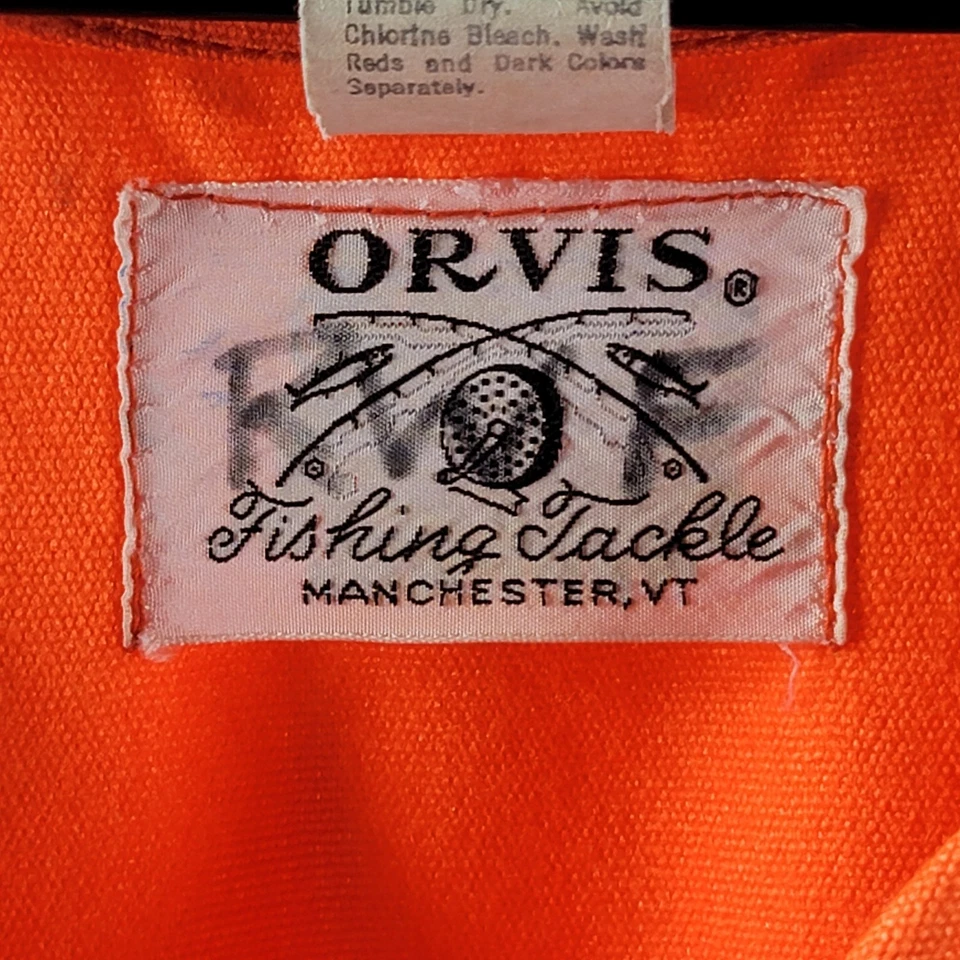 Tumble Dry. Avoid
Chlorine Bleach. Wash
Reds and Dark Colors
Separately.
ORVIS®
Fishing Tackle
MANCHESTER, VT